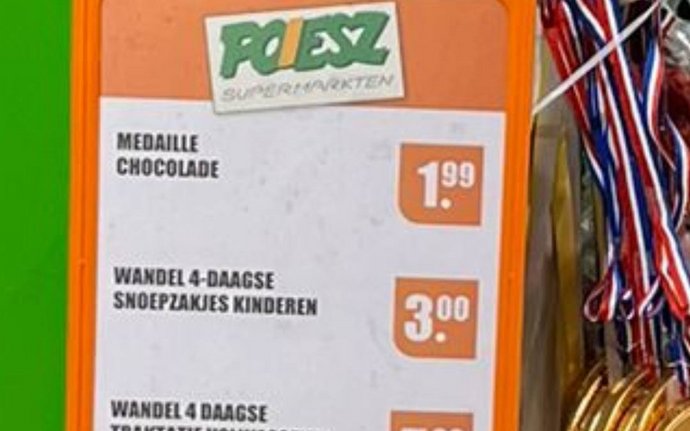 POIESZ
SUPERMARKTEN
MEDAILLE
CHOCOLADE
1.99
WANDEL 4-DAAGSE
SNOEPZAKJES KINDEREN
3.00
WANDEL 4 DAAGSE